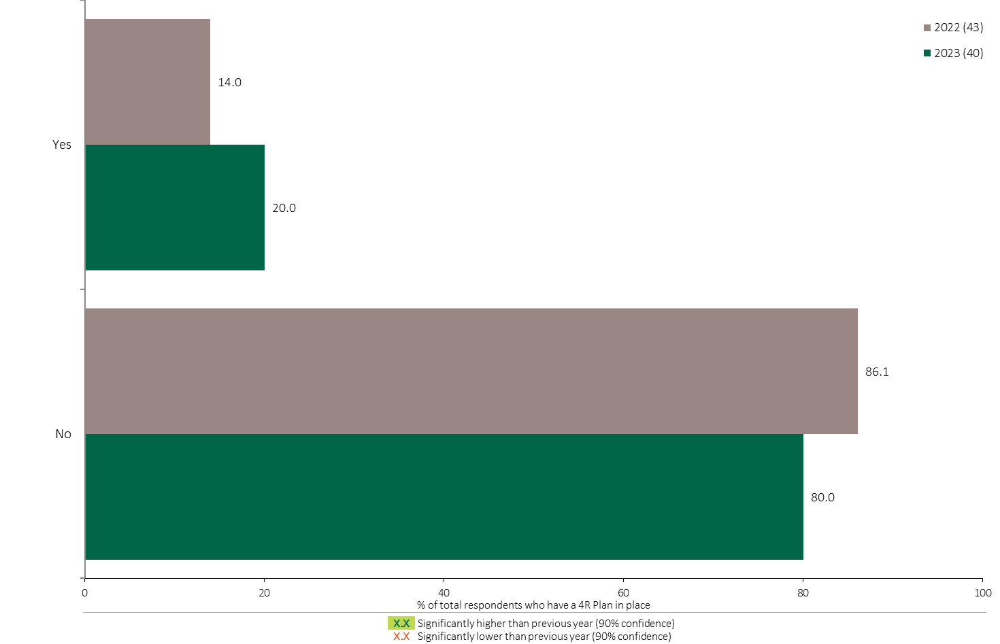 2022 (43)
2023 (40)
14.0
Yes
20.0
86.1
No
80.0
0 20 40 60 80 100
% of total respondents who have a 4R Plan in place
X.X Significantly higher than previous year (90% confidence)
X.X Significantly lower than previous year (90% confidence)